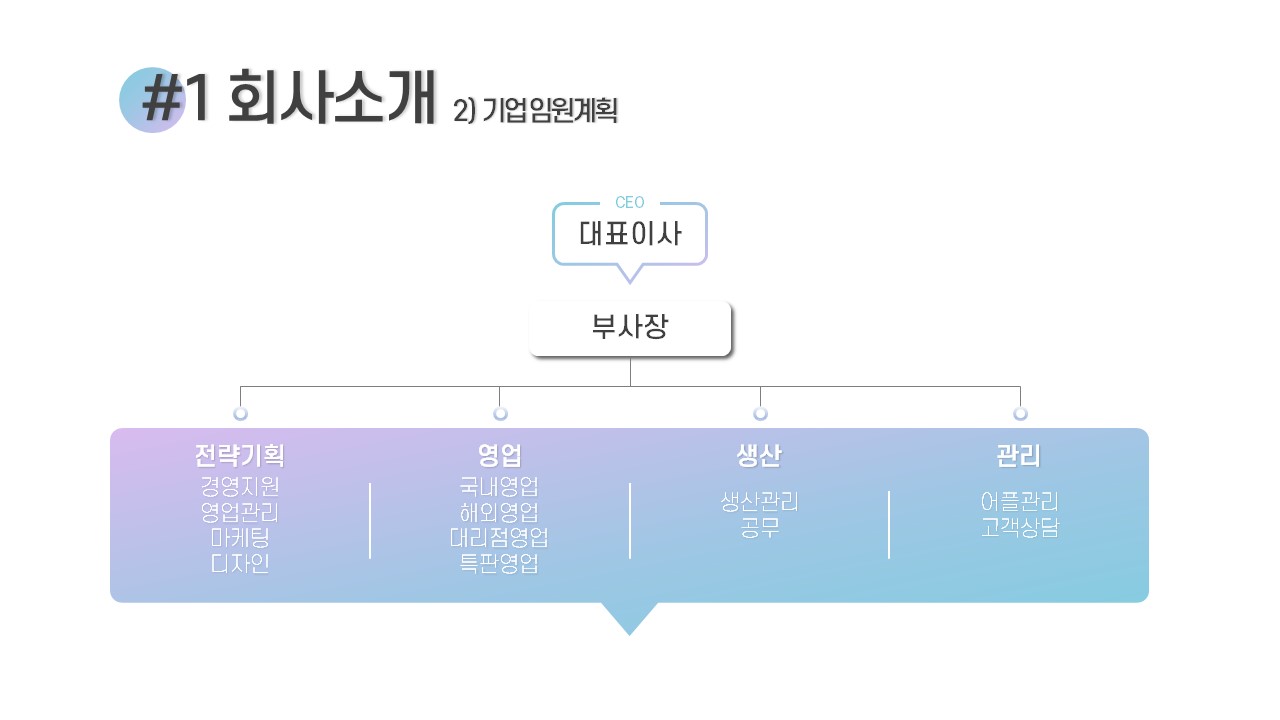 #1 회사소개 2) 기업임원계획
CEO
대표이사
부사장
전략기획
경영지원
영업관리
마케팅
디자인
영업
국내영업
해외영업
대리점영업
특판영업
생산
생산관리
공무
관리
어플관리
고객상담